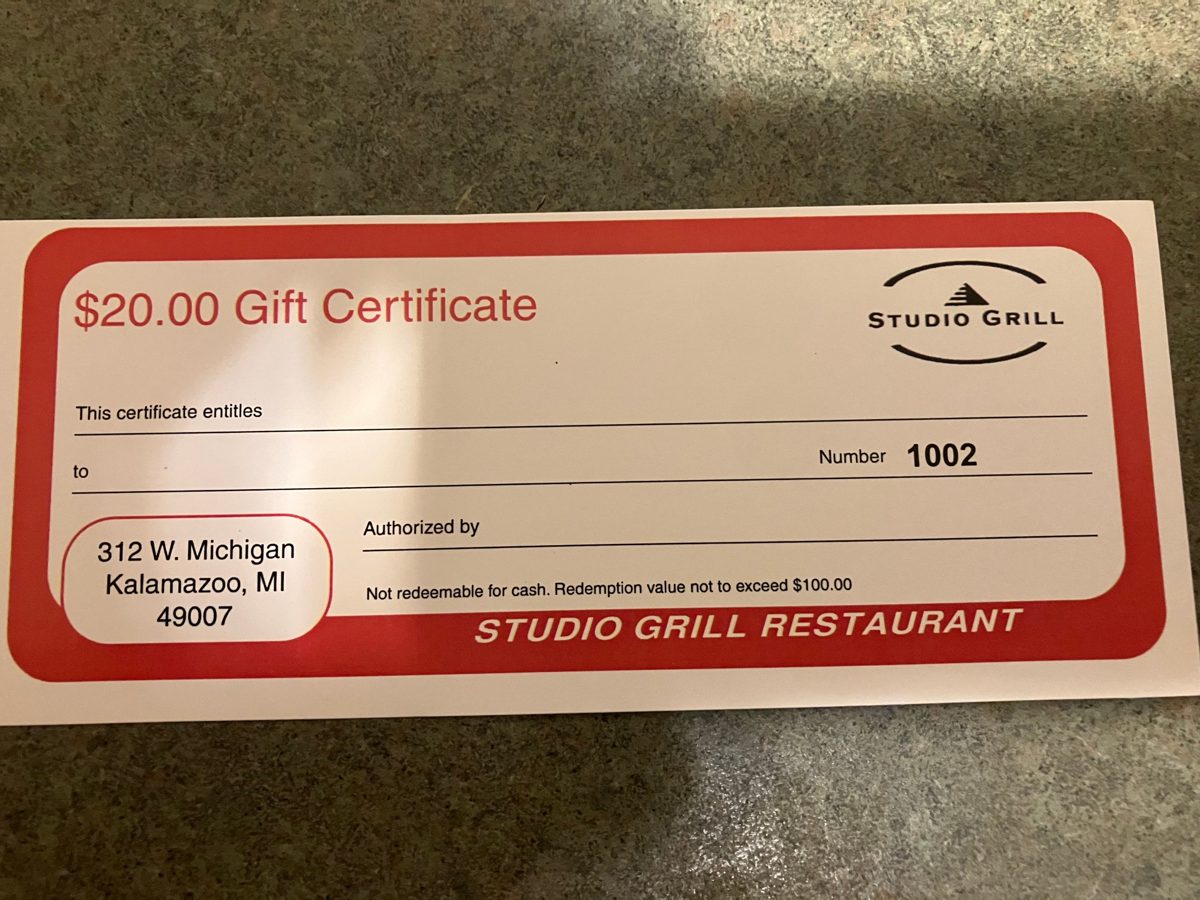 $20.00 Gift Certificate
STUDIO GRILL
This certificate entitles
to
Number 1002
Authorized by
312 W. Michigan
Kalamazoo, MI
49007
Not redeemable for cash. Redemption value not to exceed $100.00
STUDIO GRILL RESTAURANT